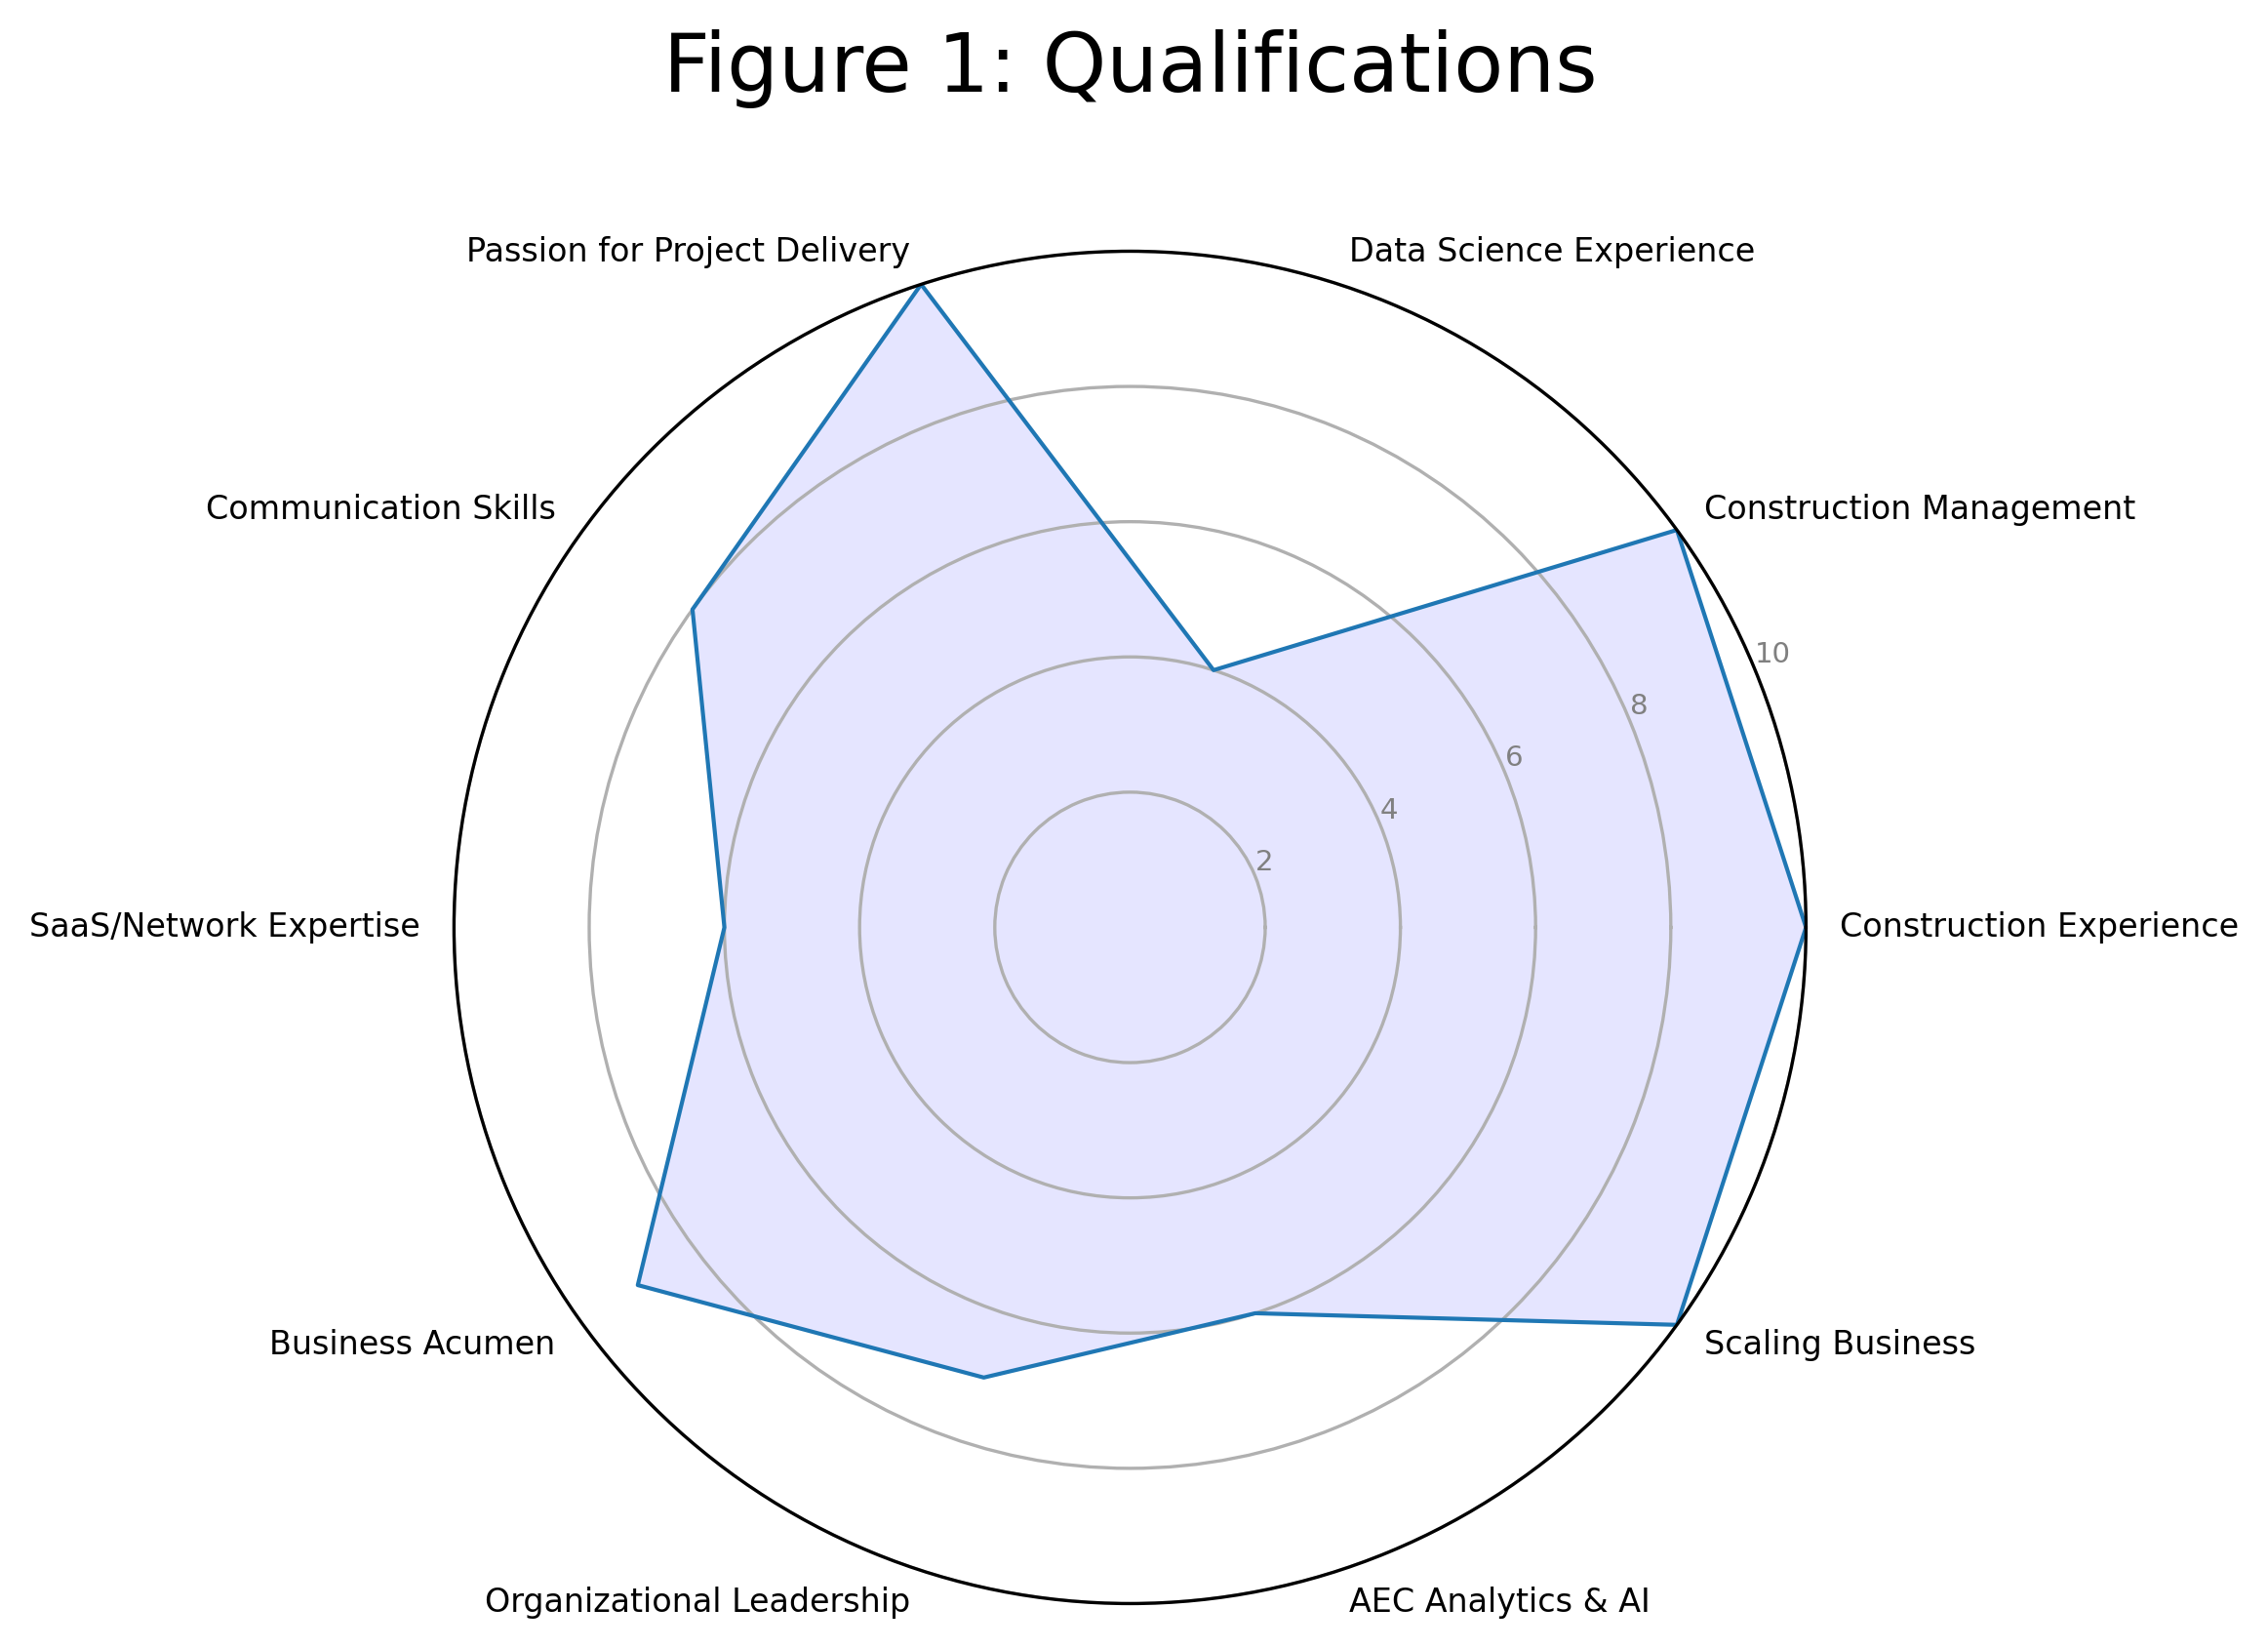 Figure 1: Qualifications
Passion for Project Delivery
Data Science Experience
Communication Skills
Construction Management
10
8
6
4
2
SaaS/Network Expertise
Construction Experience
Business Acumen
Scaling Business
Organizational Leadership
AEC Analytics & AI